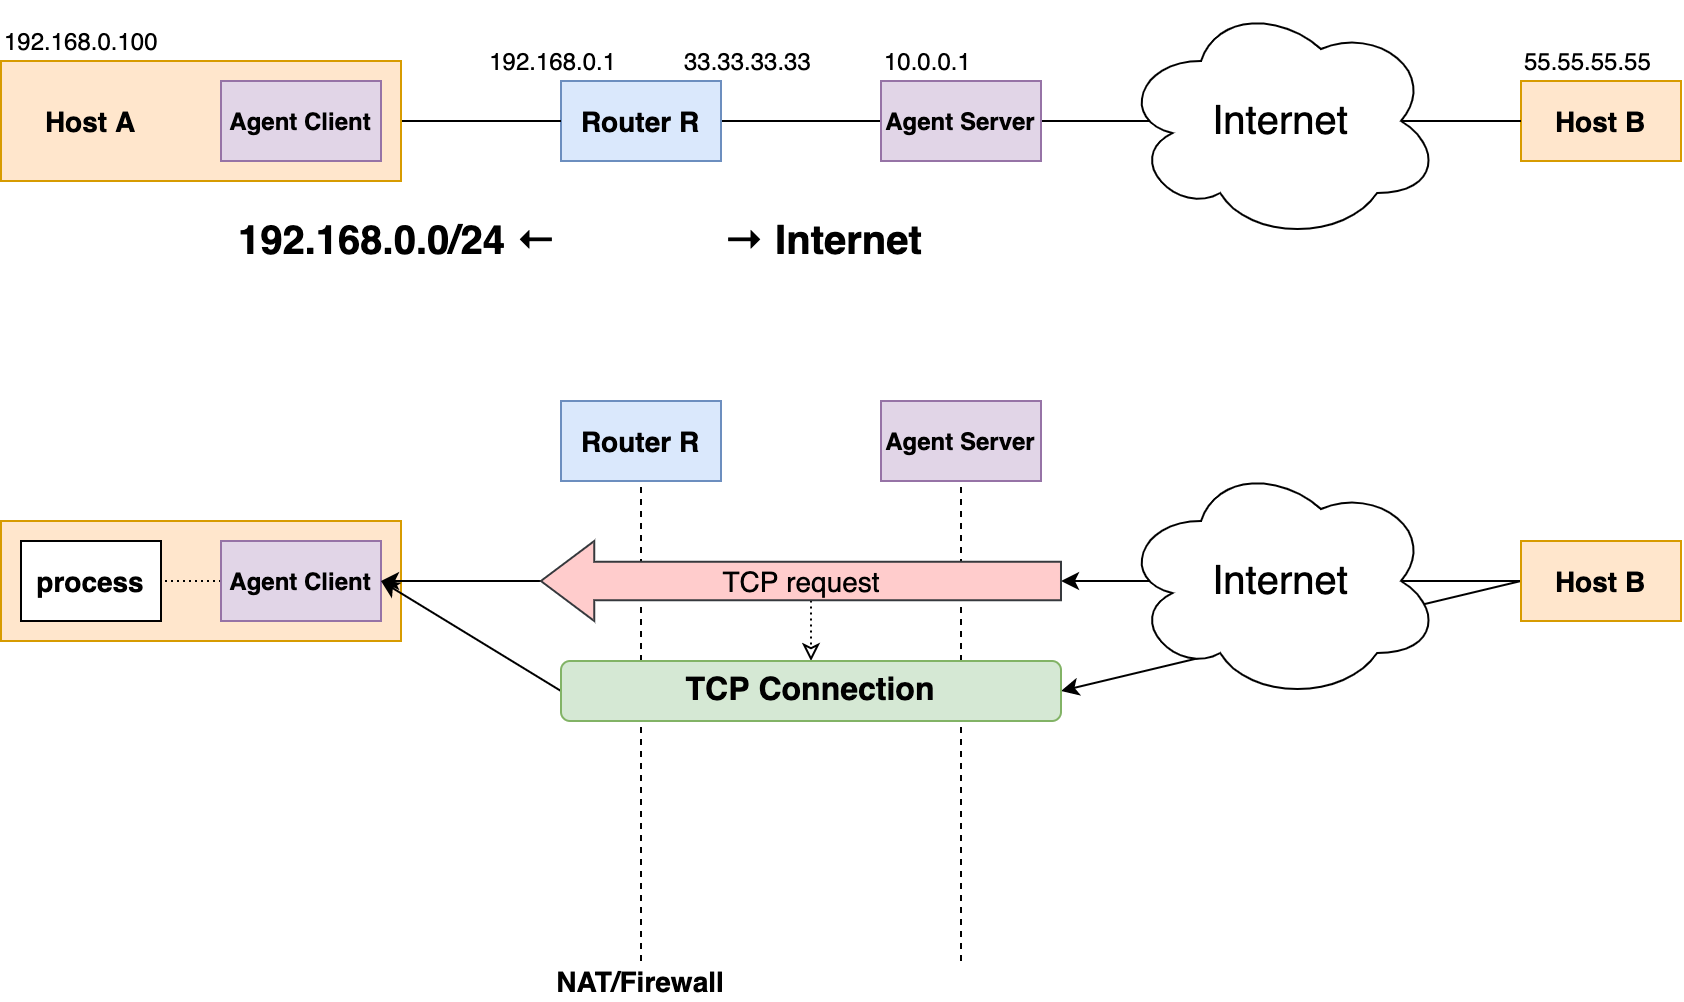 192.168.0.100
192.168.0.1
33.33.33.33
10.0.0.1
55.55.55.55
Host A
Agent Client
Router R
Agent Server
Internet
Host B
192.168.0.0/24 ←
→ Internet
Router R
Agent Server
process
Agent Client
TCP request
Internet
Host B
TCP Connection
NAT/Firewall